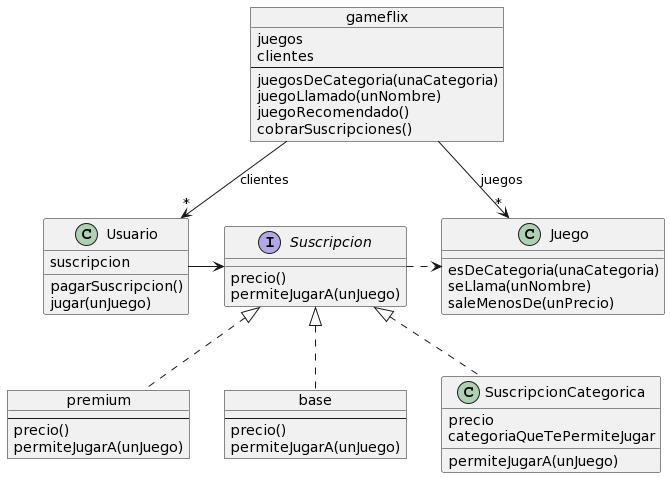 gameflix
juegos
clientes
juegosDeCategoria(unaCategoria)
juegoLlamado(unNombre)
juegoRecomendado()
cobrarSuscripciones()
clientes
juegos
*
*
C Usuario
suscripcion
pagarSuscripcion()
jugar(unJuego)
I Suscripcion
precio()
permiteJugarA(unJuego)
C Juego
esDeCategoria(unaCategoria)
seLlama(unNombre)
saleMenosDe(unPrecio)
premium
precio()
permiteJugarA(unJuego)
base
precio()
permiteJugarA(unJuego)
C SuscripcionCategorica
precio
categoriaQueTePermiteJugar
permiteJugarA(unJuego)